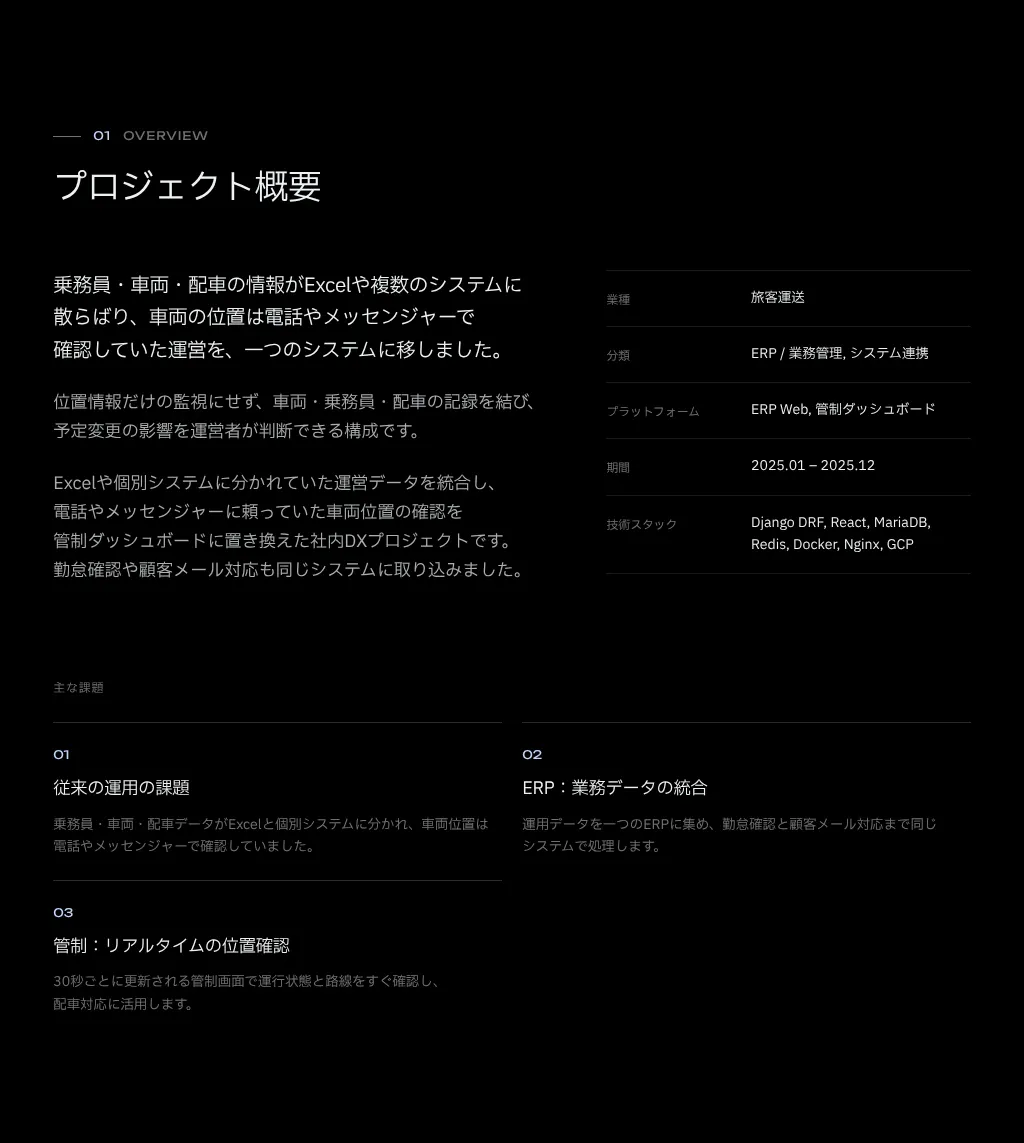 01 OVERVIEW
プロジェクト概要
乗務員・車両・配車の情報がExcelや複数のシステムに
散らばり、車両の位置は電話やメッセンジャーで
確認していた運営を、一つのシステムに移しました。
位置情報だけの監視にせず、車両・乗務員・配車の記録を結び、
予定変更の影響を運営者が判断できる構成です。
Excelや個別システムに分かれていた運営データを統合し、
電話やメッセンジャーに頼っていた車両位置の確認を
管制ダッシュボードに置き換えた社内DXプロジェクトです。
勤怠確認や顧客メール対応も同じシステムに取り込みました。
業種 旅客運送
分類 ERP / 業務管理, システム連携
プラットフォーム ERP Web, 管制ダッシュボード
期間 2025.01 – 2025.12
技術スタック Django DRF, React, MariaDB,
Redis, Docker, Nginx, GCP
主な課題
01
従来の運用の課題
乗務員・車両・配車データがExcelと個別システムに分かれ、車両位置は
電話やメッセンジャーで確認していました。
02
ERP：業務データの統合
運用データを一つのERPに集め、勤怠確認と顧客メール対応まで同じ
システムで処理します。
03
管制：リアルタイムの位置確認
30秒ごとに更新される管制画面で運行状態と路線をすぐ確認し、
配車対応に活用します。